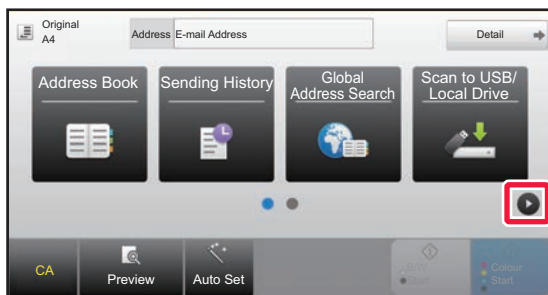 Original
A4
Address
E-mail Address
Detail
Address Book
Sending History
Global
Address Search
Scan to USB/
Local Drive
CA
Preview
Auto Set
B/W
Start
Colour
Start